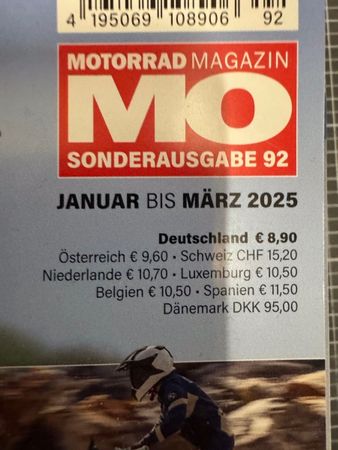 4 195069 108906 92
MOTORRAD MAGAZIN
MO
SONDERAUSGABE 92
JANUAR BIS MÄRZ 2025
Deutschland € 8,90
Österreich € 9,60 • Schweiz CHF 15,20
Niederlande € 10,70 • Luxemburg € 10,50
Belgien € 10,50 • Spanien € 11,50
Dänemark DKK 95,00